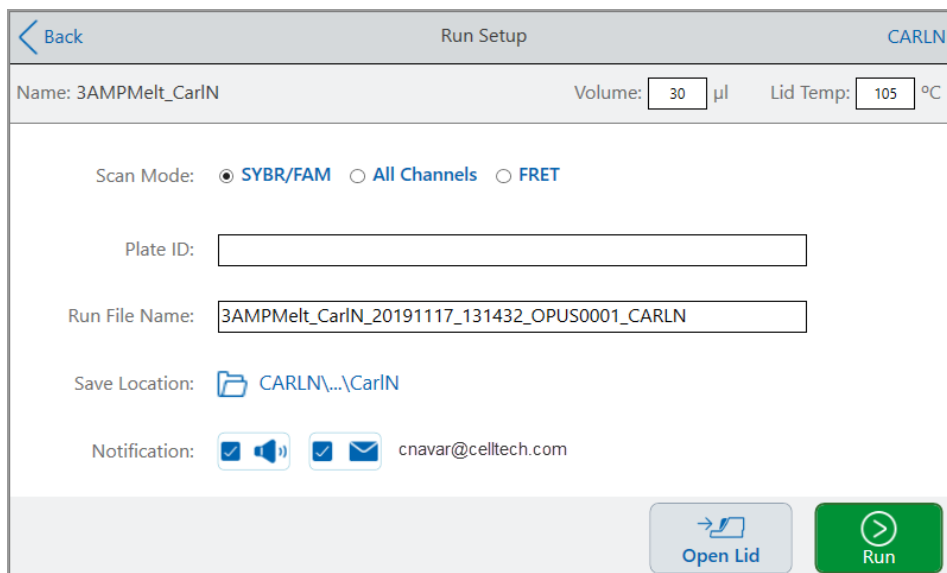 Back Run Setup CARLN
Name: 3AMPMelt_CarlN Volume: 30 µl Lid Temp: 105 ºC
Scan Mode: SYBR/FAM All Channels FRET
Plate ID:
Run File Name: 3AMPMelt_CarlN_20191117_131432_OPUS0001_CARLN
Save Location: CARLN\...\CarlN
Notification: cnavar@celltech.com
Open Lid Run